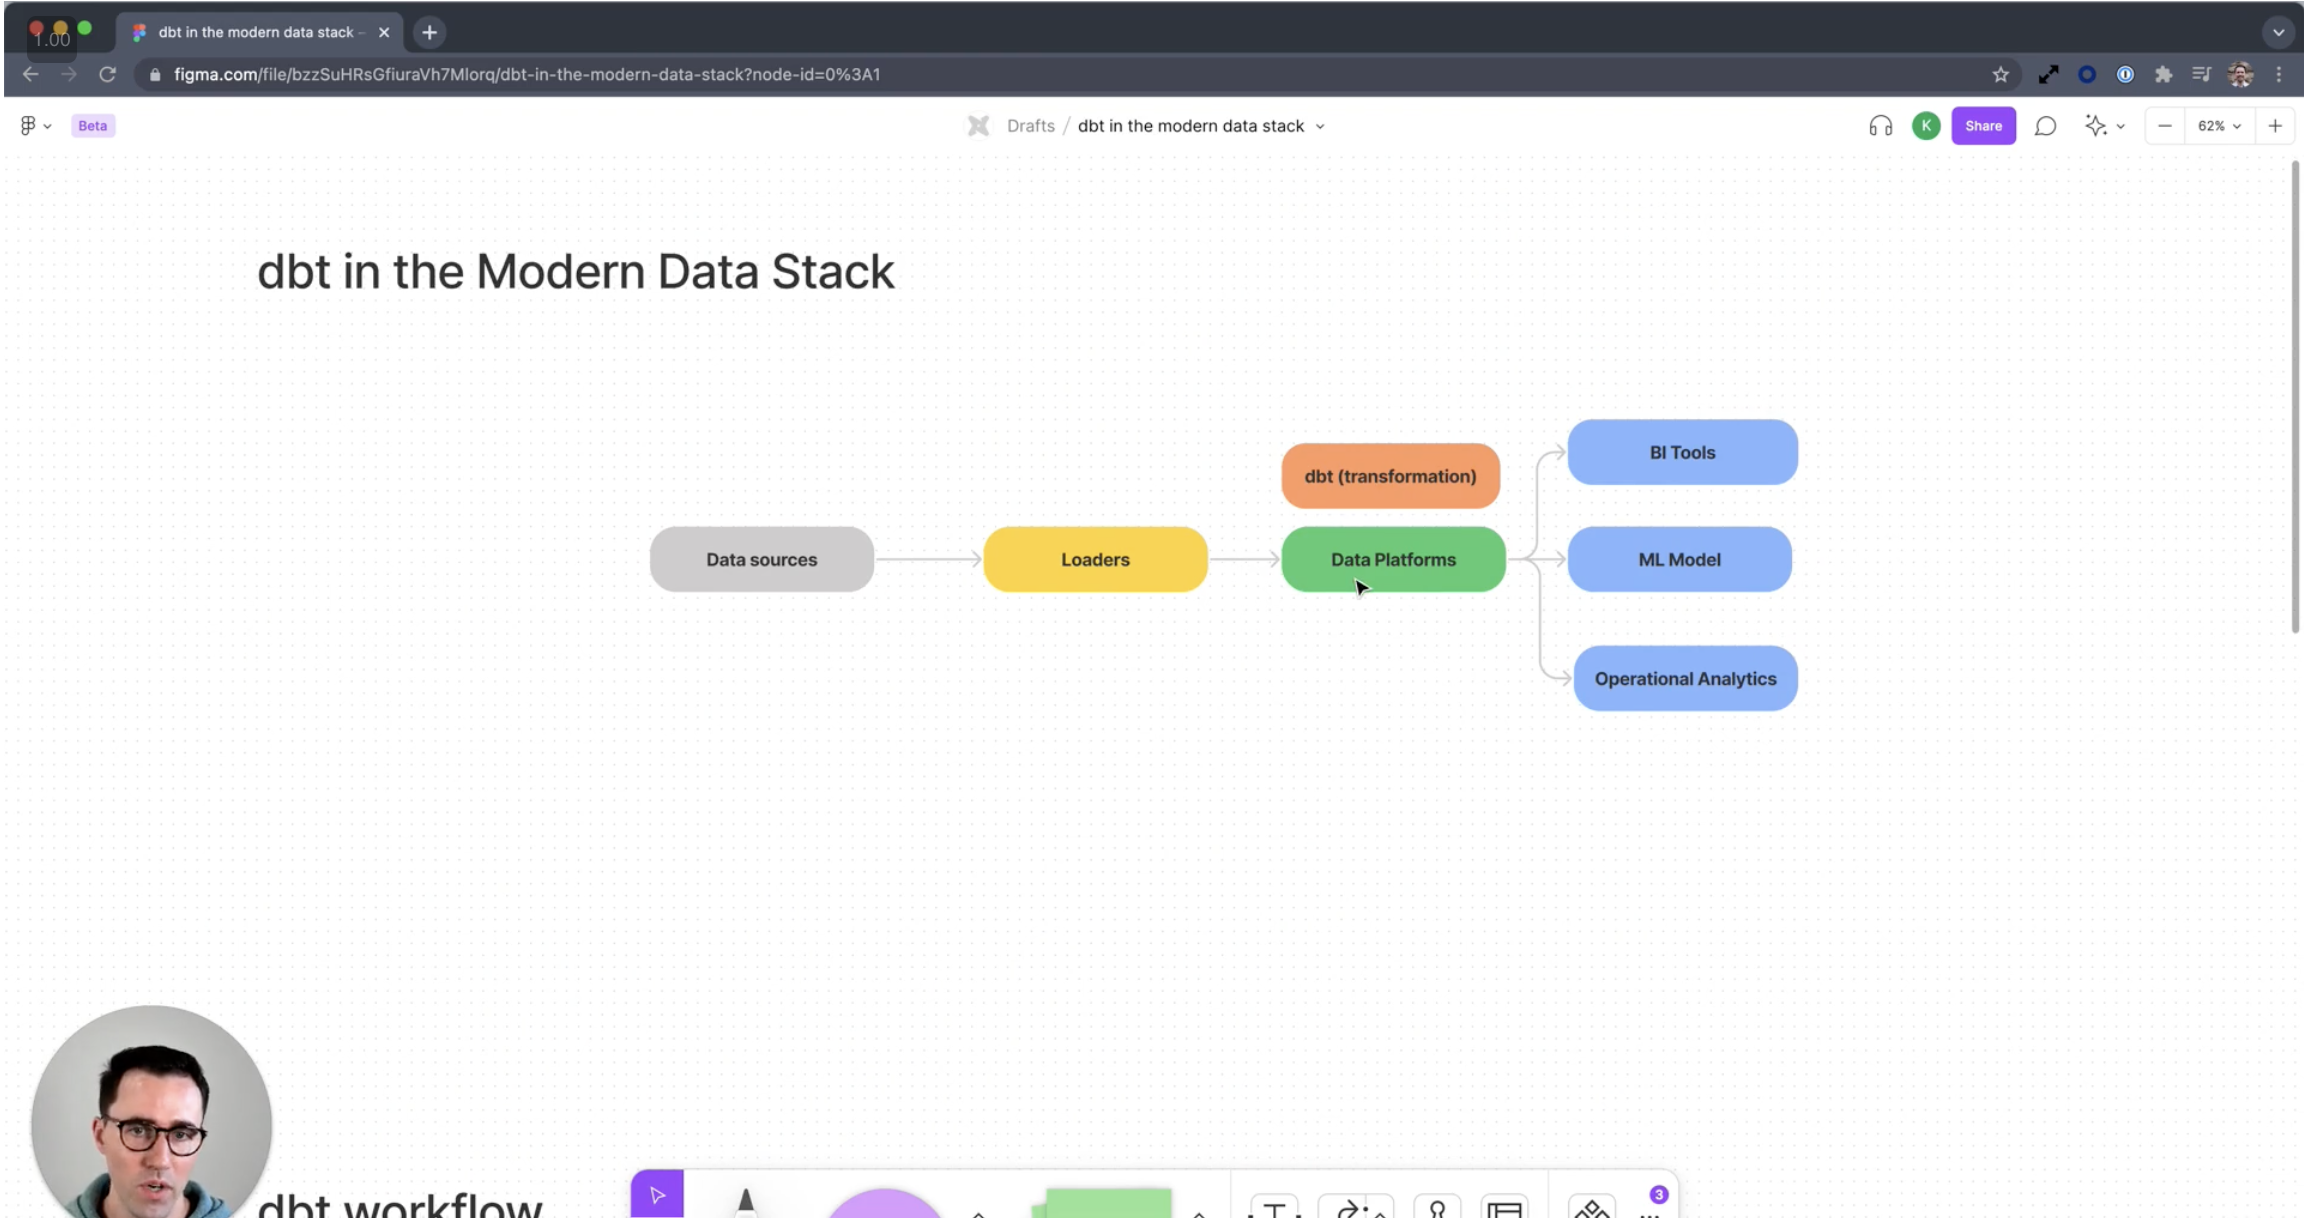 1.00
dbt in the modern data stack –
figma.com/file/bzzSuHRsGfiuraVh7Mlorq/dbt-in-the-modern-data-stack?node-id=0%3A1
Beta
Drafts / dbt in the modern data stack
K
Share
62%
dbt in the Modern Data Stack
BI Tools
dbt (transformation)
Data sources
Loaders
Data Platforms
ML Model
Operational Analytics
dbt workflow
3